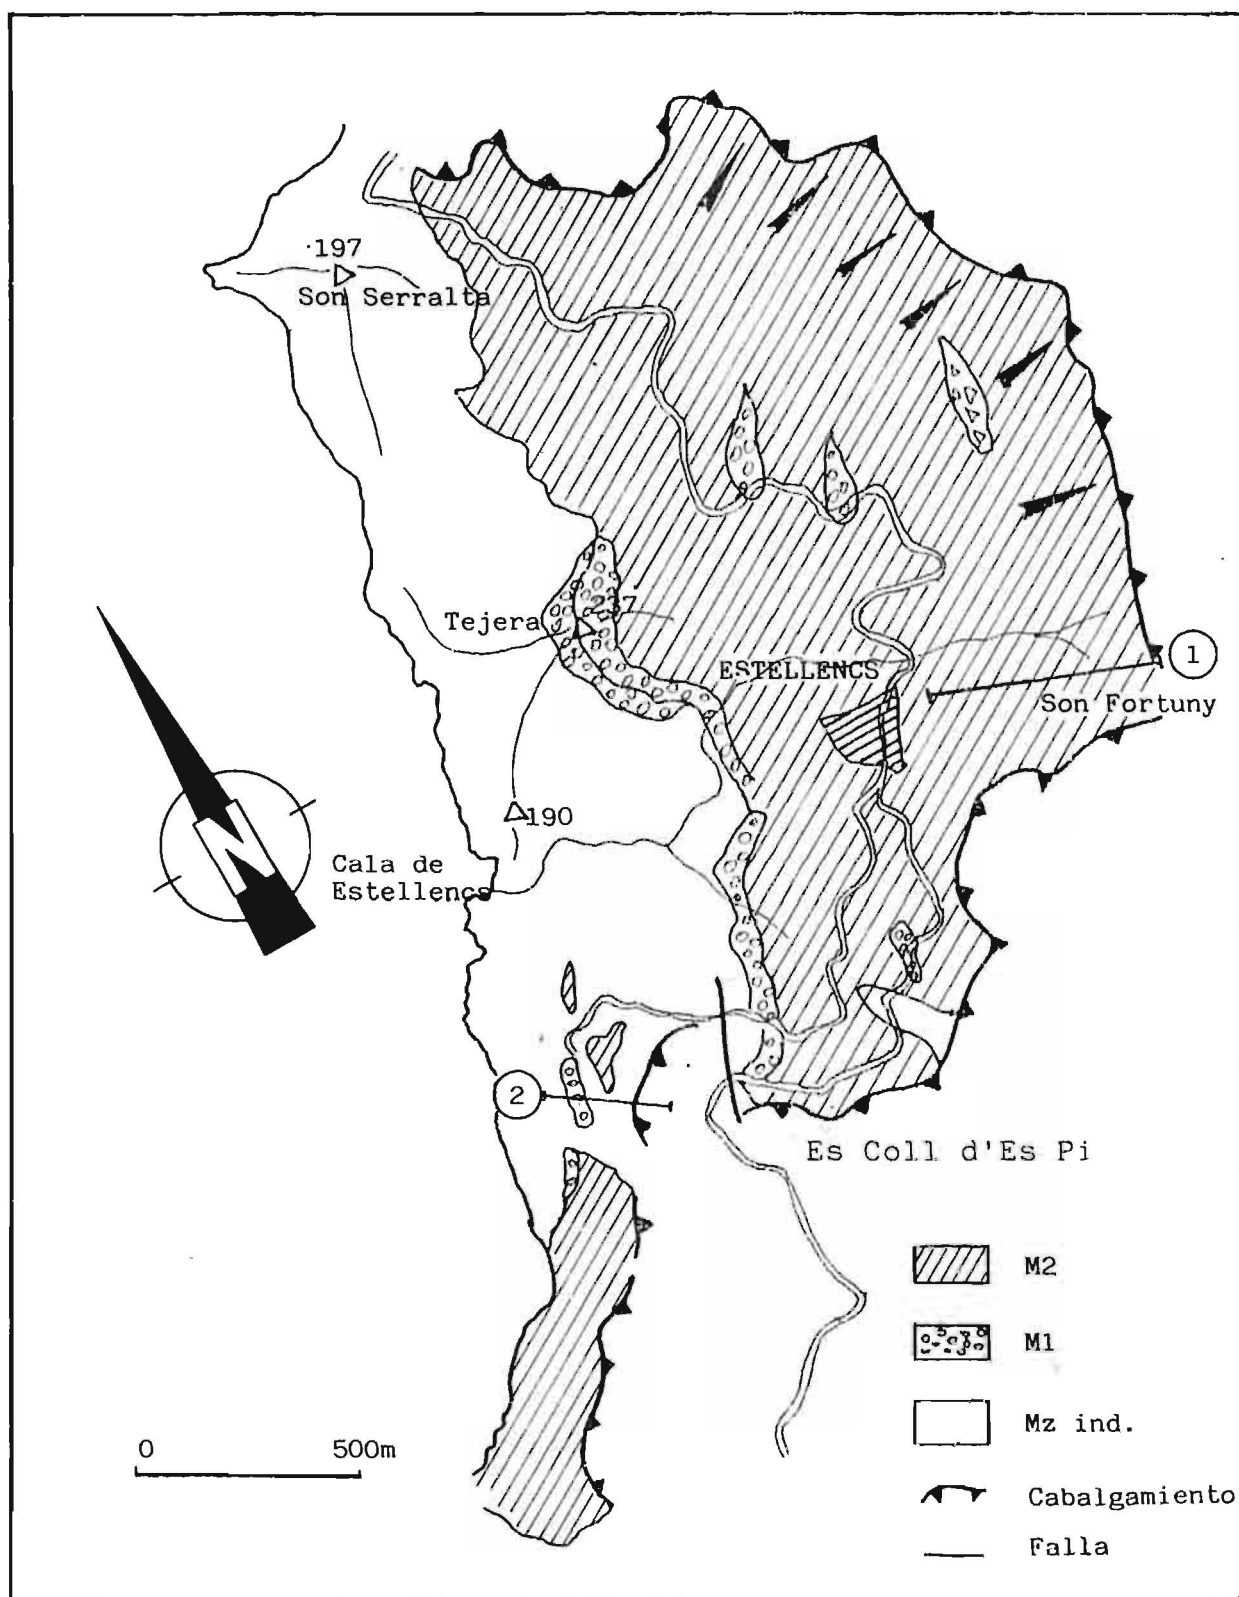 ·197
Son Serralta
Tejera
237
ESTELLENCS
1
Son Fortuny
190
N
Cala de
Estellencs
2
Es Coll d'Es Pi
M2
M1
Mz ind.
0 500m
Cabalgamiento
Falla